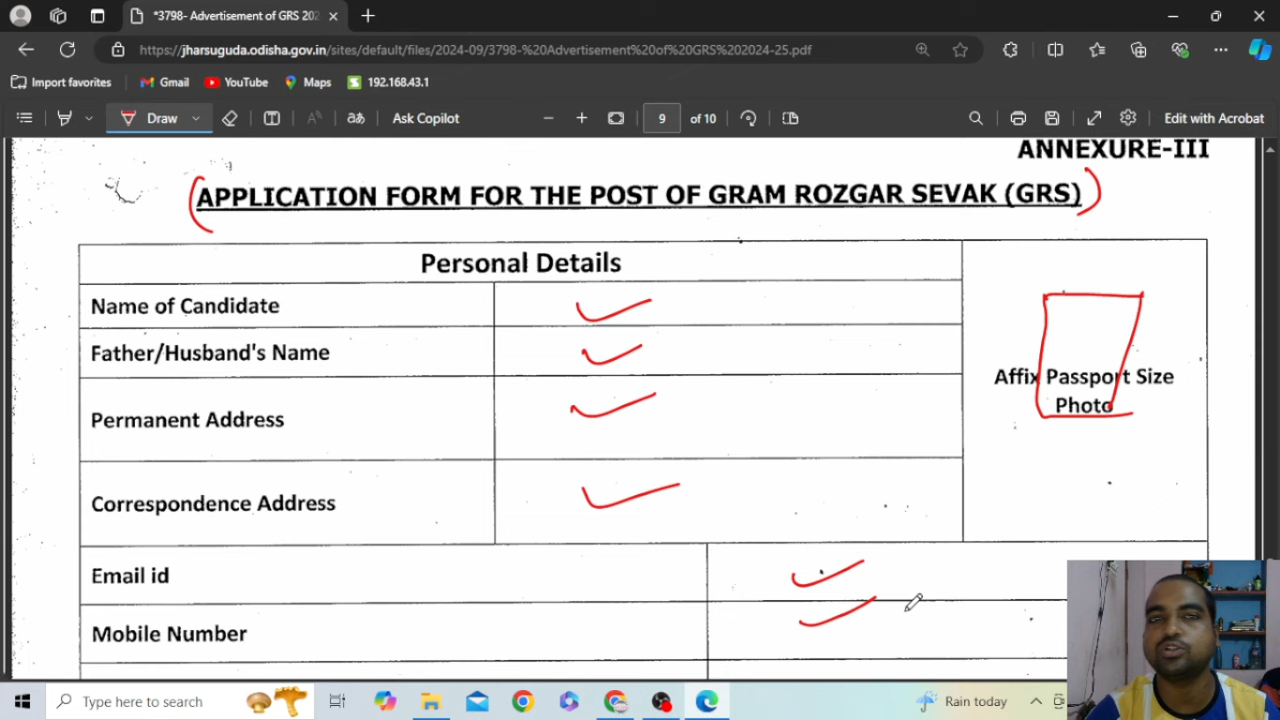 *3798- Advertisement of GRS 202
https://jharsuguda.odisha.gov.in/sites/default/files/2024-09/3798-%20Advertisement%20of%20GRS%202024-25.pdf
Import favorites
Gmail
YouTube
Maps
192.168.43.1
Draw
Ask Copilot
9
of 10
Edit with Acrobat
ANNEXURE-III
APPLICATION FORM FOR THE POST OF GRAM ROZGAR SEVAK (GRS)
Personal Details
Name of Candidate
Father/Husband's Name
Permanent Address
Affix Passport Size
Photo
Correspondence Address
Email id
Mobile Number
Type here to search
Rain today